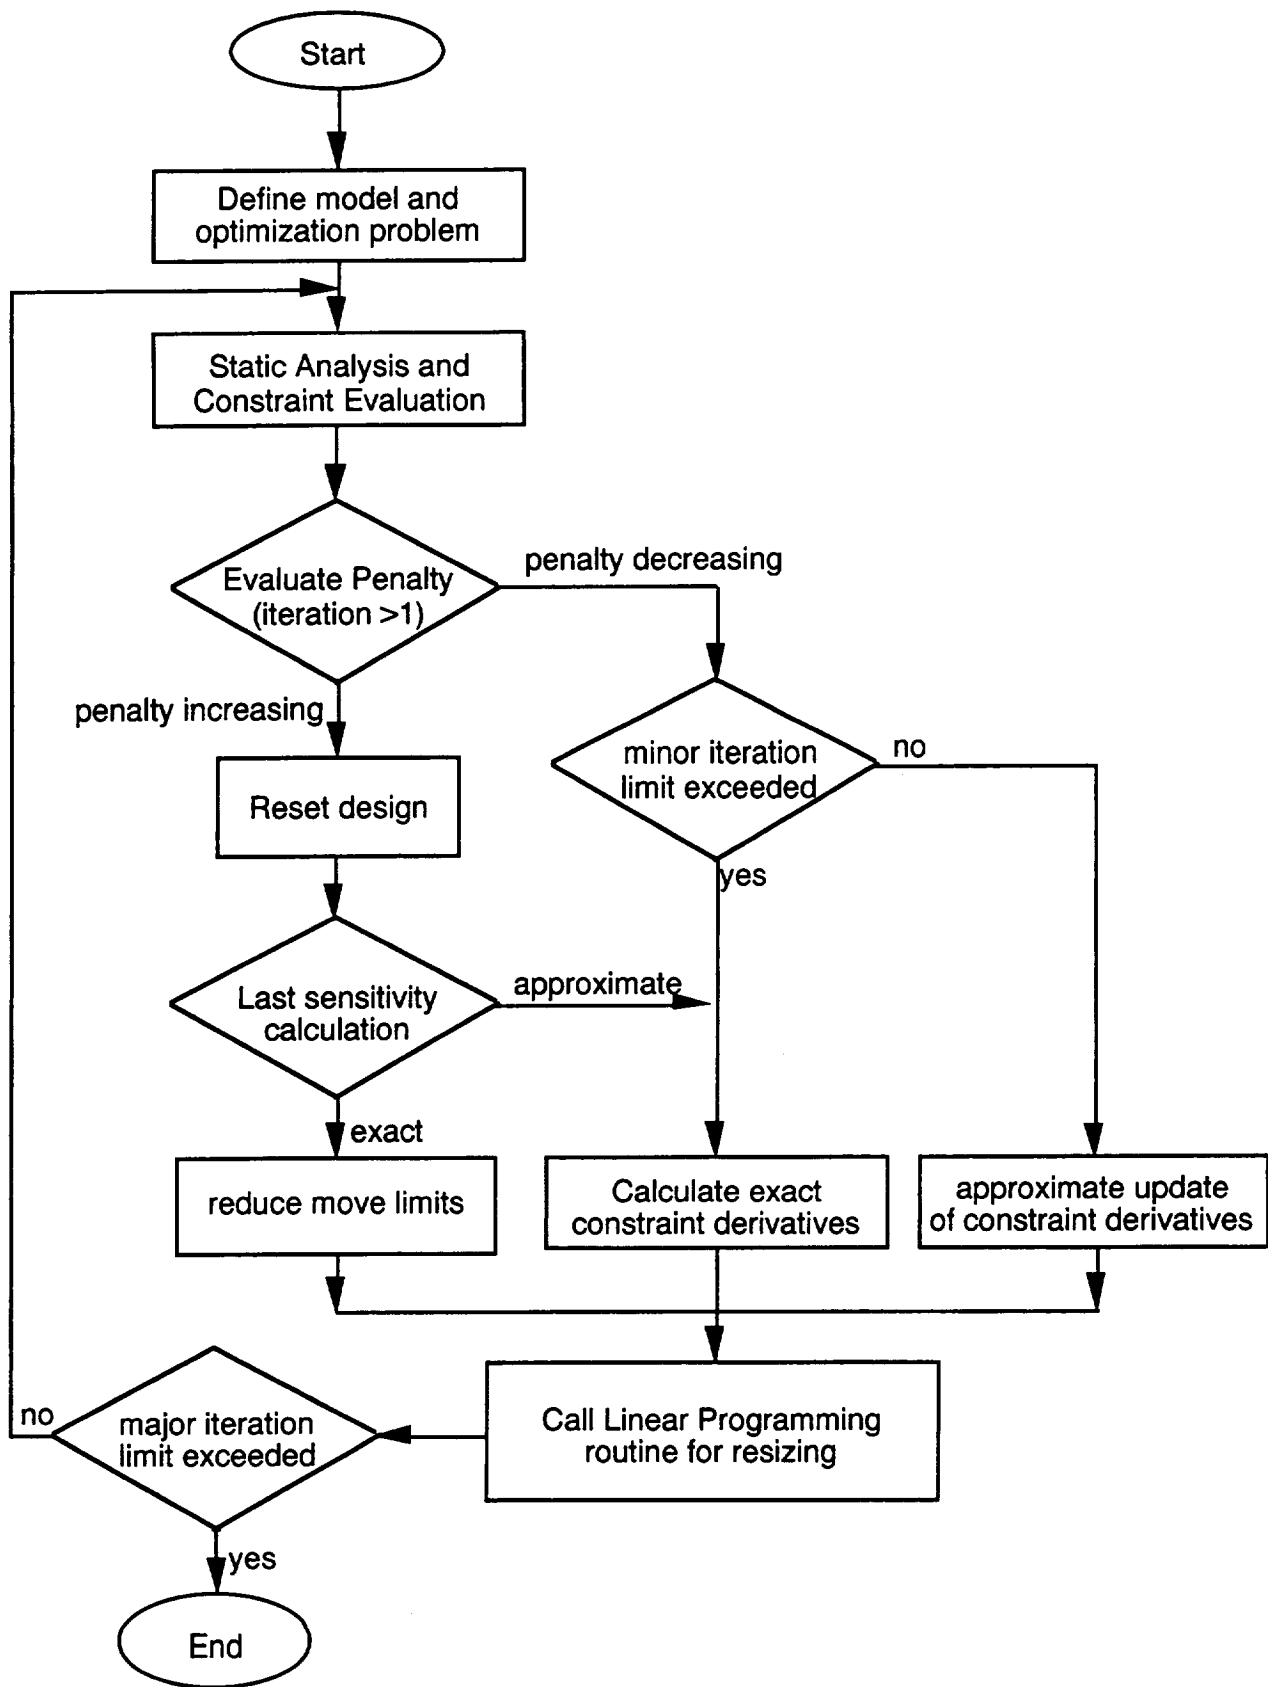 Start
Define model and
optimization problem
Static Analysis and
Constraint Evaluation
Evaluate Penalty
(iteration >1)
penalty decreasing
penalty increasing
minor iteration
limit exceeded
no
yes
Reset design
Last sensitivity
calculation
approximate
exact
reduce move limits
Calculate exact
constraint derivatives
approximate update
of constraint derivatives
Call Linear Programming
routine for resizing
major iteration
limit exceeded
no
yes
End